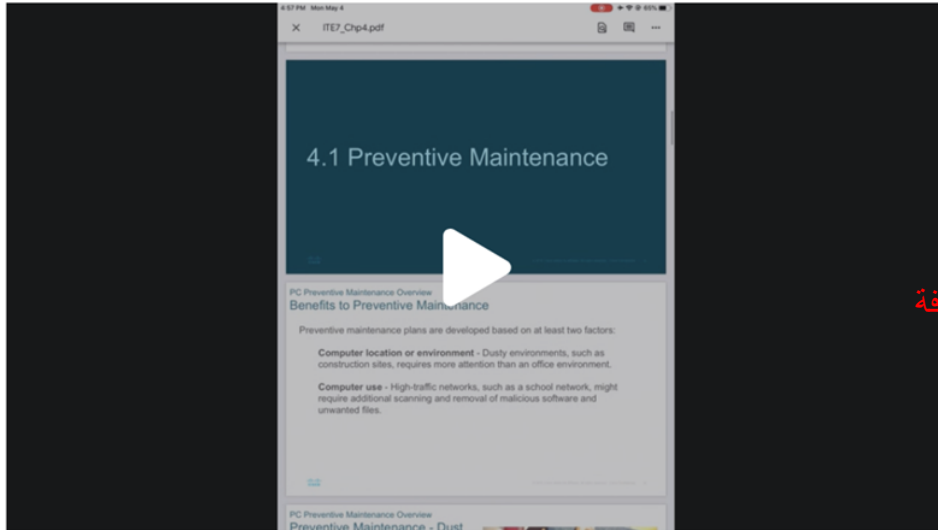 4:57 PM Mon May 4
65%
ITE7_Chp4.pdf
4.1 Preventive Maintenance
PC Preventive Maintenance Overview
Benefits to Preventive Maintenance
Preventive maintenance plans are developed based on at least two factors:
Computer location or environment - Dusty environments, such as
construction sites, requires more attention than an office environment.
Computer use - High-traffic networks, such as a school network, might
require additional scanning and removal of malicious software and
unwanted files.
PC Preventive Maintenance Overview
Preventive Maintenance - Dust